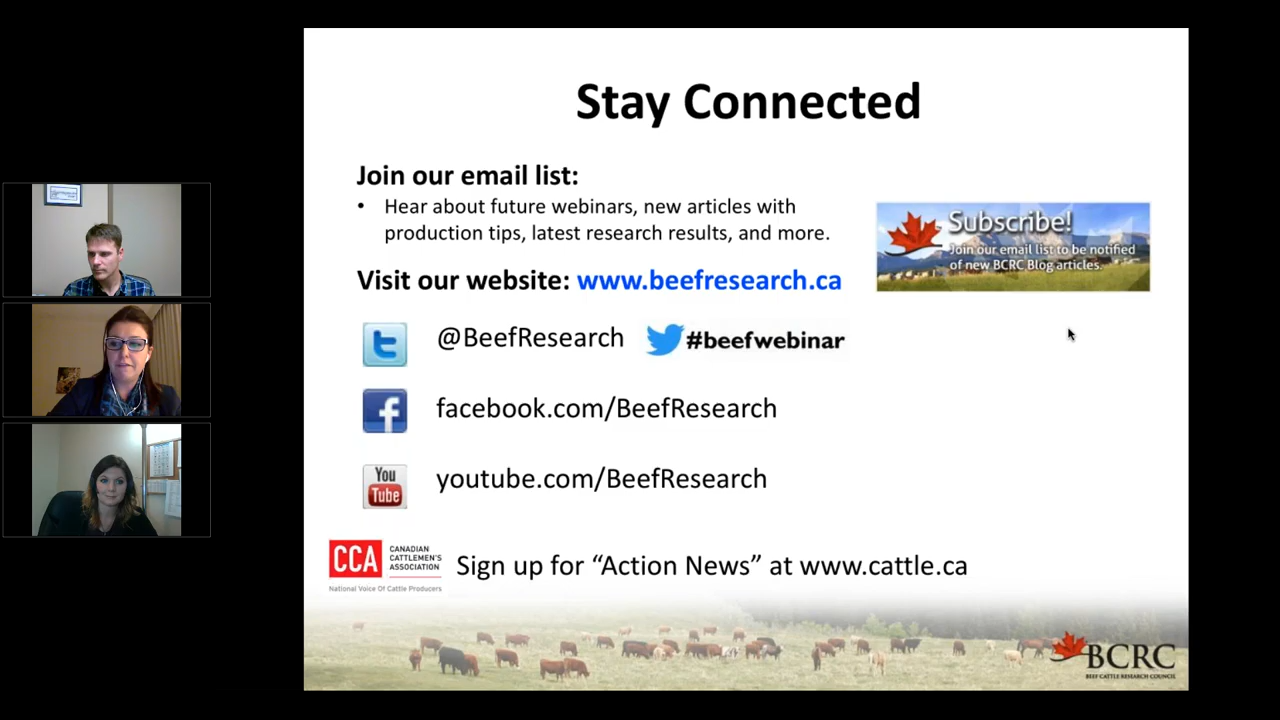 Stay Connected
Join our email list:
• Hear about future webinars, new articles with
production tips, latest research results, and more.
Subscribe!
Join our email list to be notified
of new BCRC Blog articles.
Visit our website: www.beefresearch.ca
@BeefResearch #beefwebinar
facebook.com/BeefResearch
You
Tube
youtube.com/BeefResearch
CCA
CANADIAN
CATTLEMEN'S
ASSOCIATION
National Voice Of Cattle Producers
Sign up for “Action News” at www.cattle.ca
BCRC
BEEF CATTLE RESEARCH COUNCIL